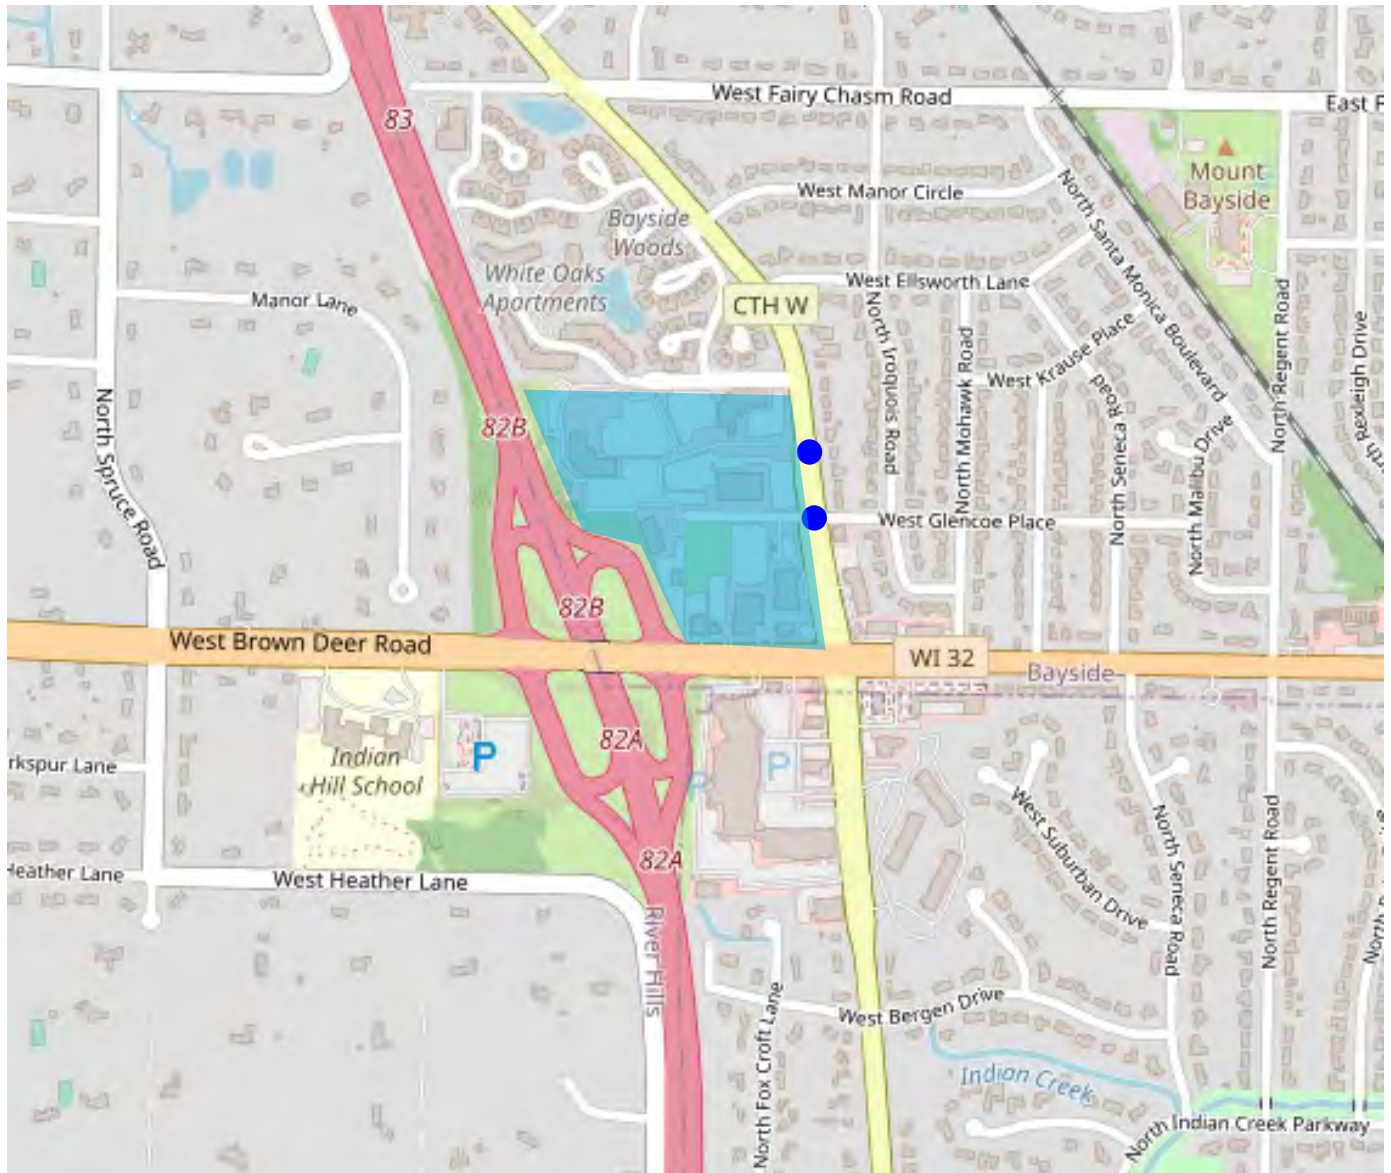 West Fairy Chasm Road
East F
83
Mount
Bayside
West Manor Circle
North Santa Monica Boulevard
Bayside
Woods
White Oaks
Apartments
West Ellsworth Lane
Manor Lane
CTH W
North Iroquois Road
North Mohawk Road
West Krause Place
North Regent Road
Rexleigh Drive
North Spruce Road
82B
North Seneca Road
North Malibu Drive
West Glencoe Place
82B
West Brown Deer Road
WI 32
Bayside
82A
P
P
P
Indian
Hill School
rkspur Lane
West Suburban Drive
North Seneca Road
North Regent Road
82A
Heather Lane
West Heather Lane
River Hills
West Bergen Drive
North Fox Croft Lane
Indian Creek
North Indian Creek Parkway